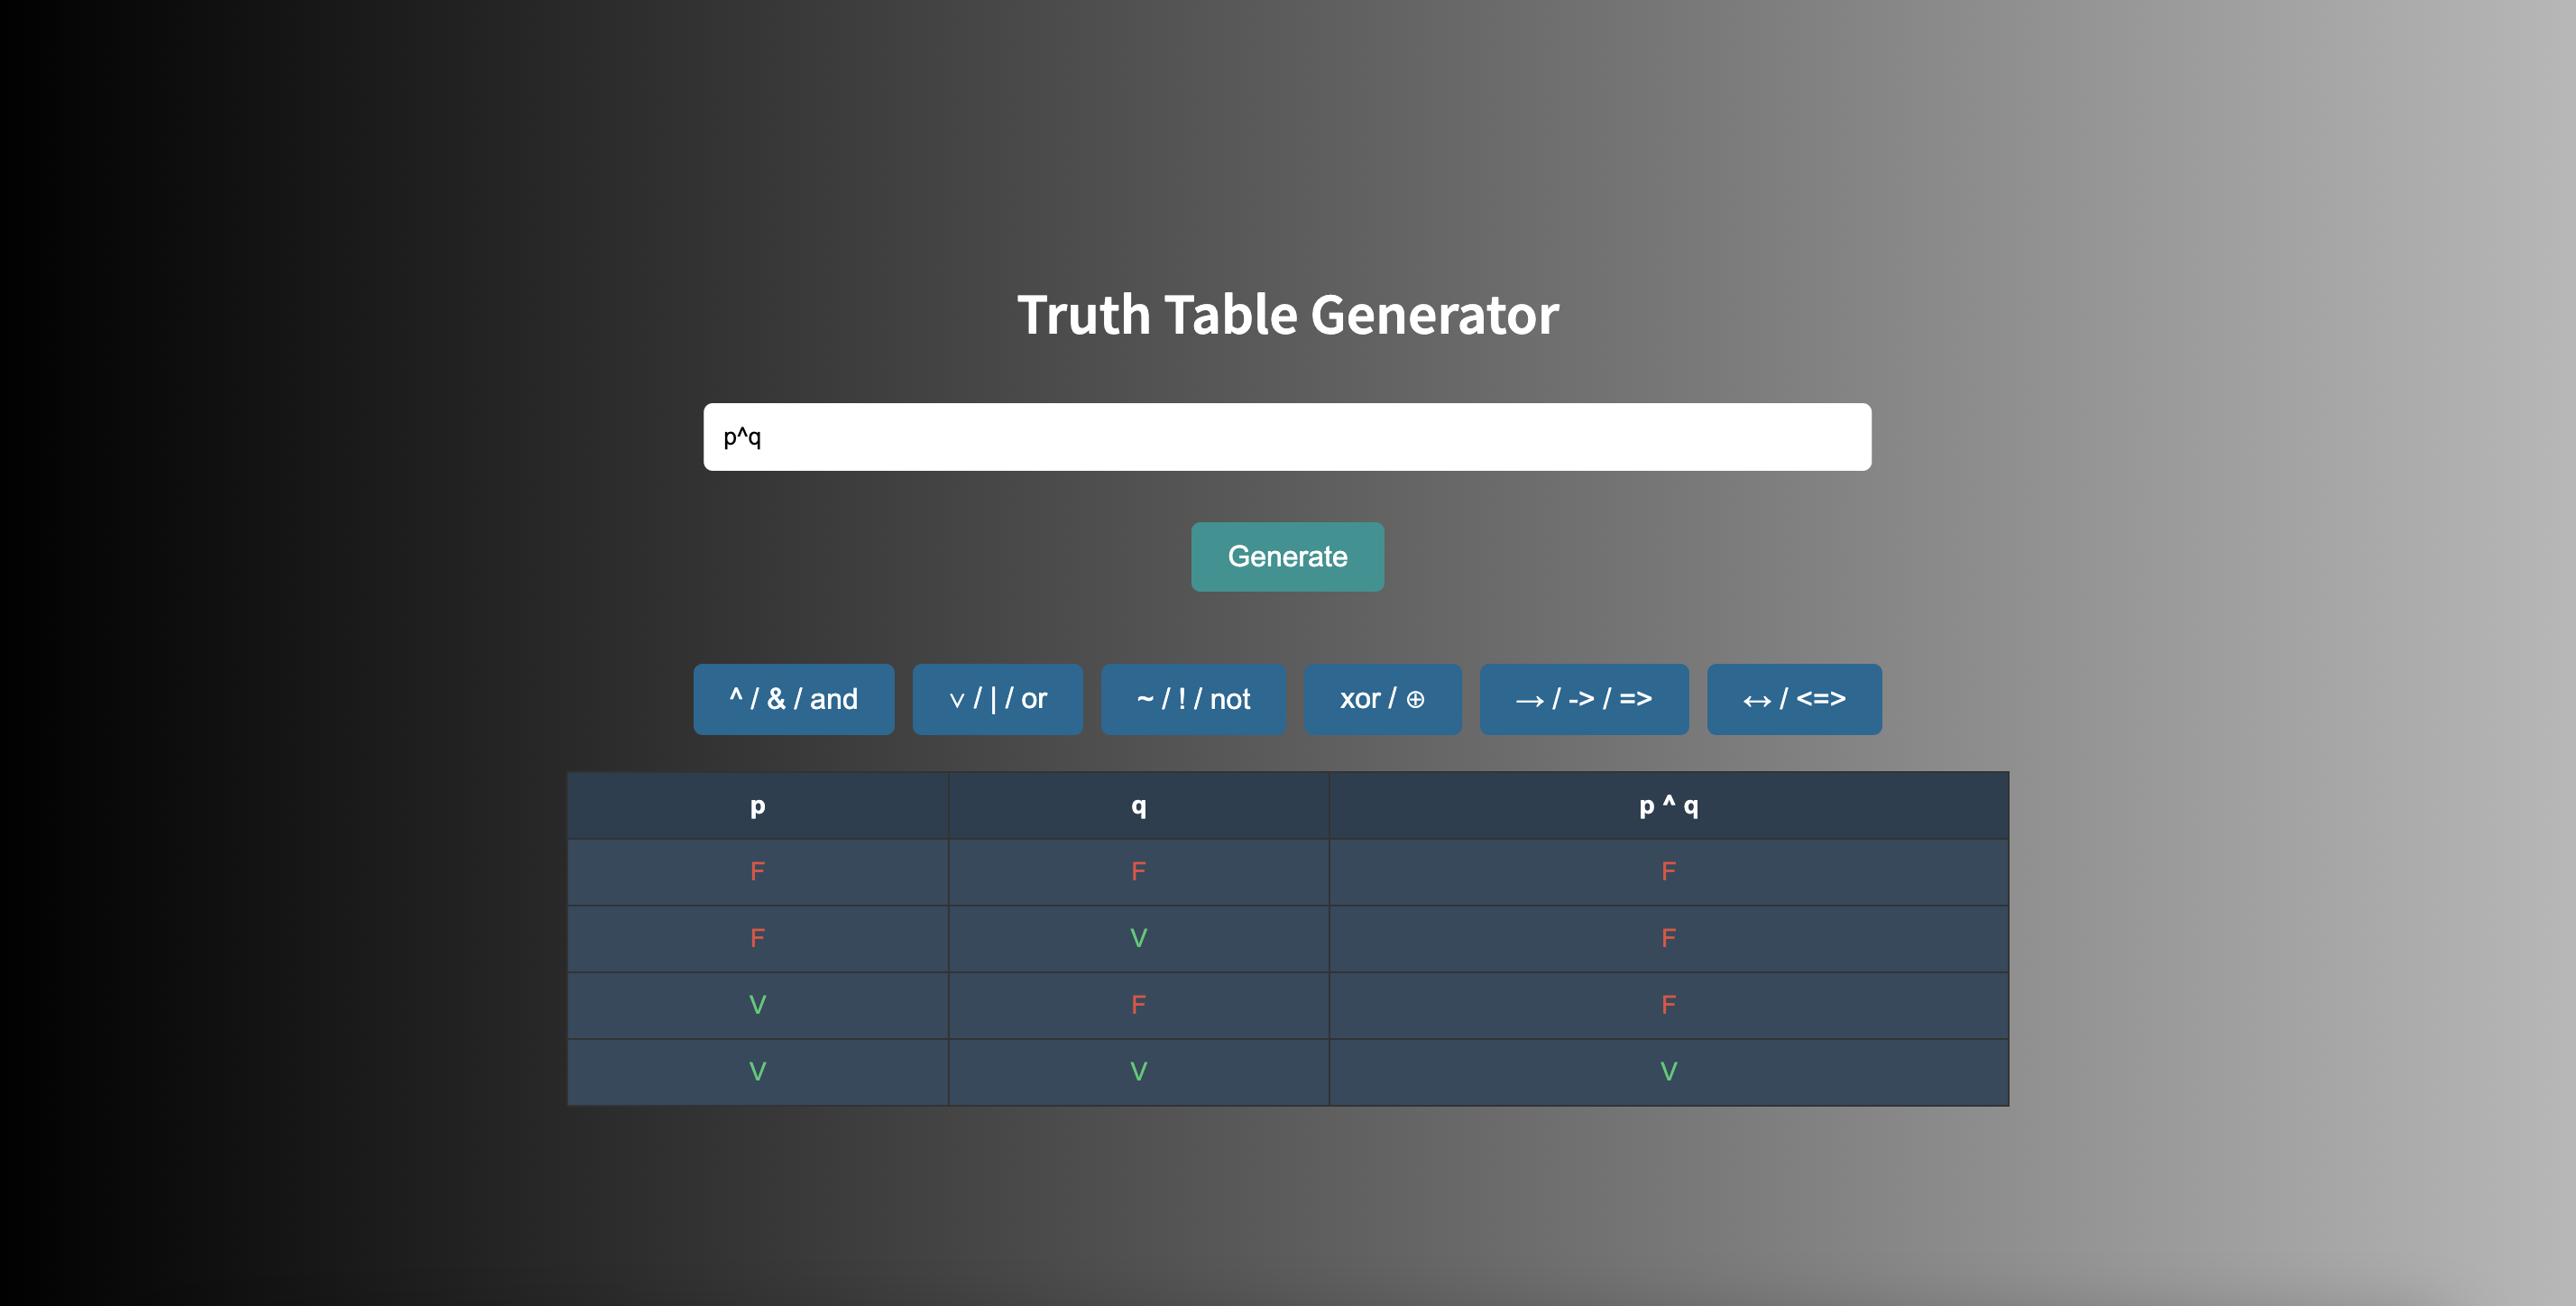 Truth Table Generator
p^q
Generate
^ / & / and ∨ / | / or ~ / ! / not xor / ⊕ → / -> / => ↔ / <=>
p q p ^ q
F F F
F V F
V F F
V V V